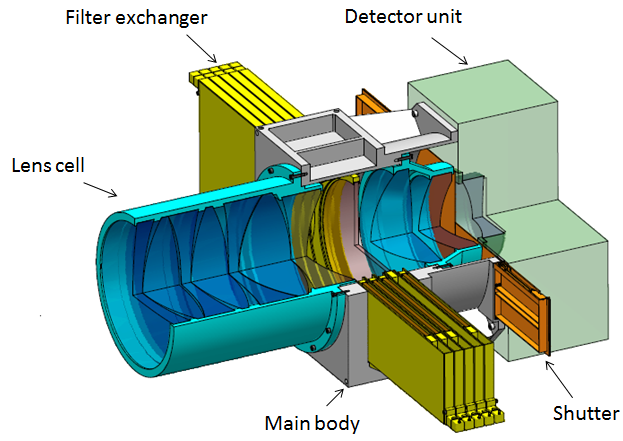 Filter exchanger
Detector unit
Lens cell
Main body
Shutter